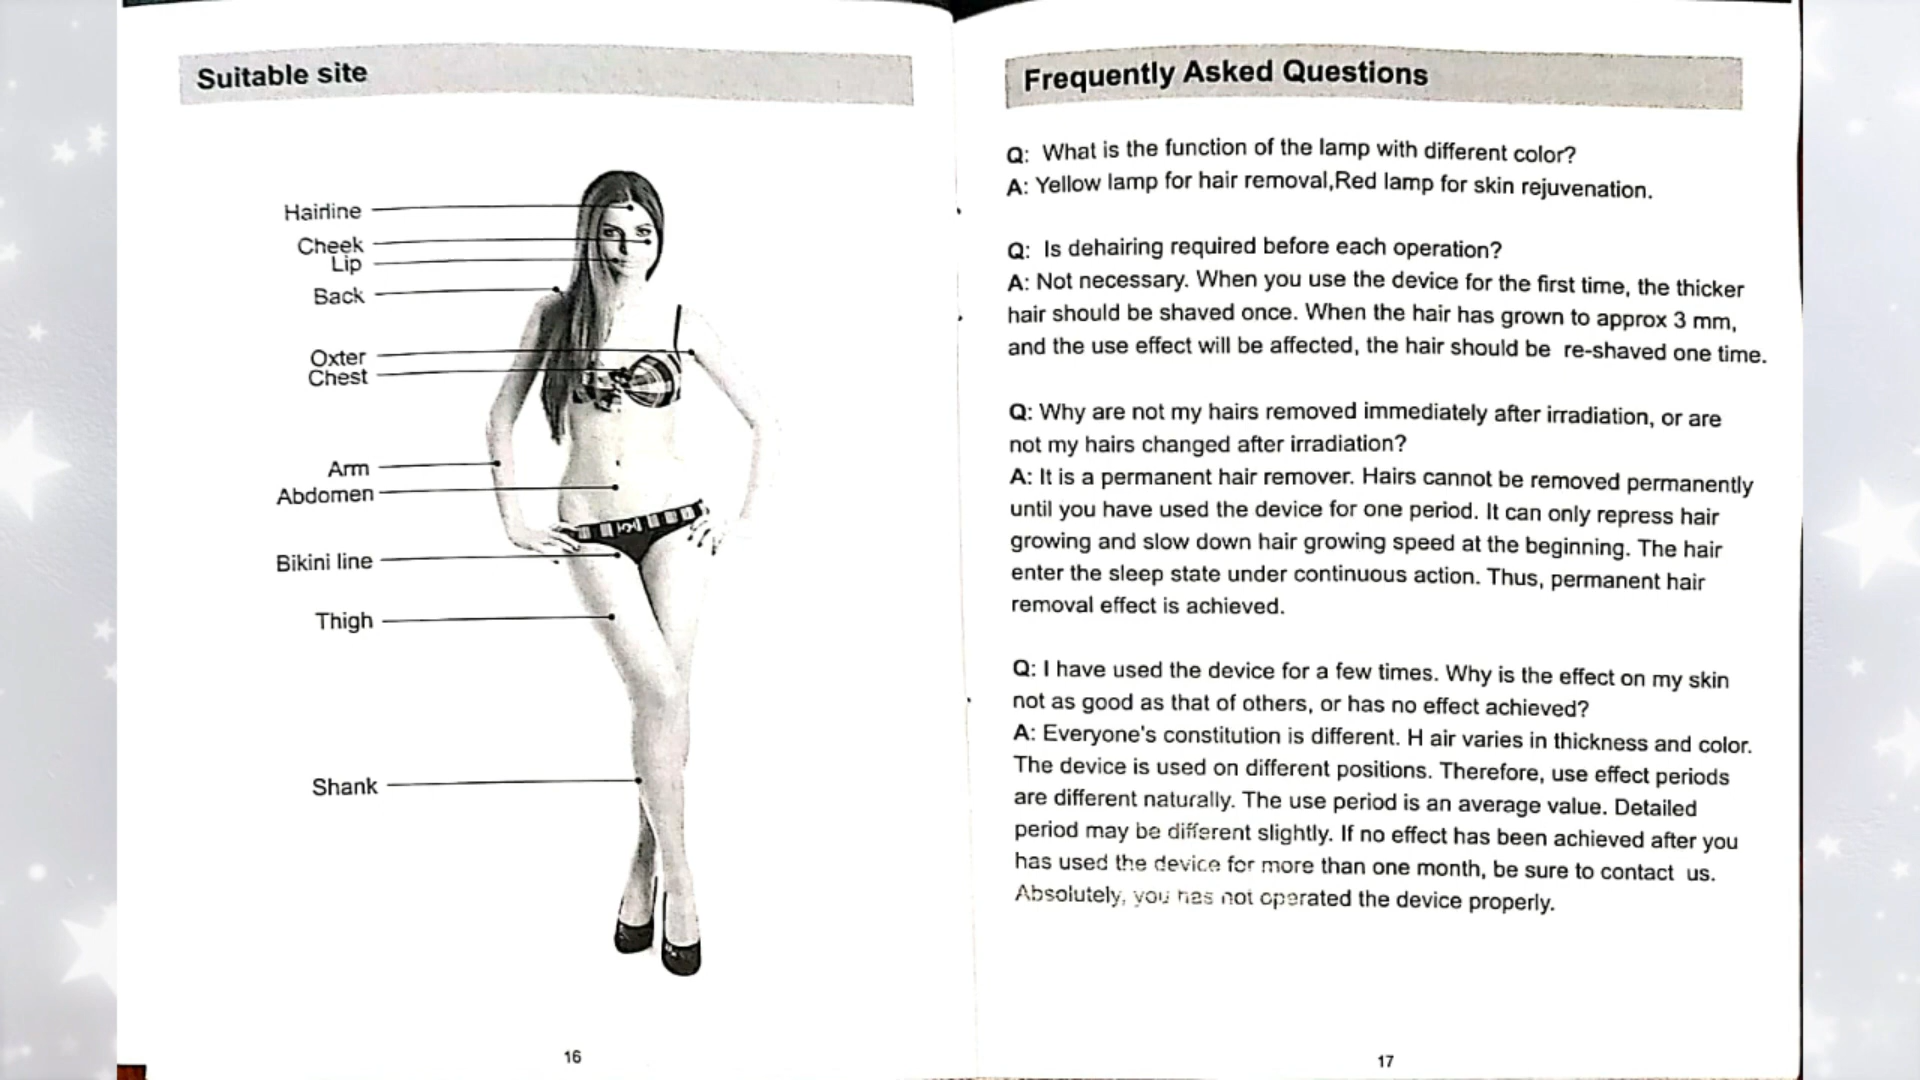 Suitable site
Hairline
Cheek
Lip
Back
Oxter
Chest
Arm
Abdomen
Bikini line
Thigh
Shank
16
Frequently Asked Questions
Q: What is the function of the lamp with different color?
A: Yellow lamp for hair removal,Red lamp for skin rejuvenation.
Q: Is dehairing required before each operation?
A: Not necessary. When you use the device for the first time, the thicker
hair should be shaved once. When the hair has grown to approx 3 mm,
and the use effect will be affected, the hair should be re-shaved one time.
Q: Why are not my hairs removed immediately after irradiation, or are
not my hairs changed after irradiation?
A: It is a permanent hair remover. Hairs cannot be removed permanently
until you have used the device for one period. It can only repress hair
growing and slow down hair growing speed at the beginning. The hair
enter the sleep state under continuous action. Thus, permanent hair
removal effect is achieved.
Q: I have used the device for a few times. Why is the effect on my skin
not as good as that of others, or has no effect achieved?
A: Everyone's constitution is different. H air varies in thickness and color.
The device is used on different positions. Therefore, use effect periods
are different naturally. The use period is an average value. Detailed
period may be different slightly. If no effect has been achieved after you
has used the device for more than one month, be sure to contact us.
Absolutely, you has not operated the device properly.
17